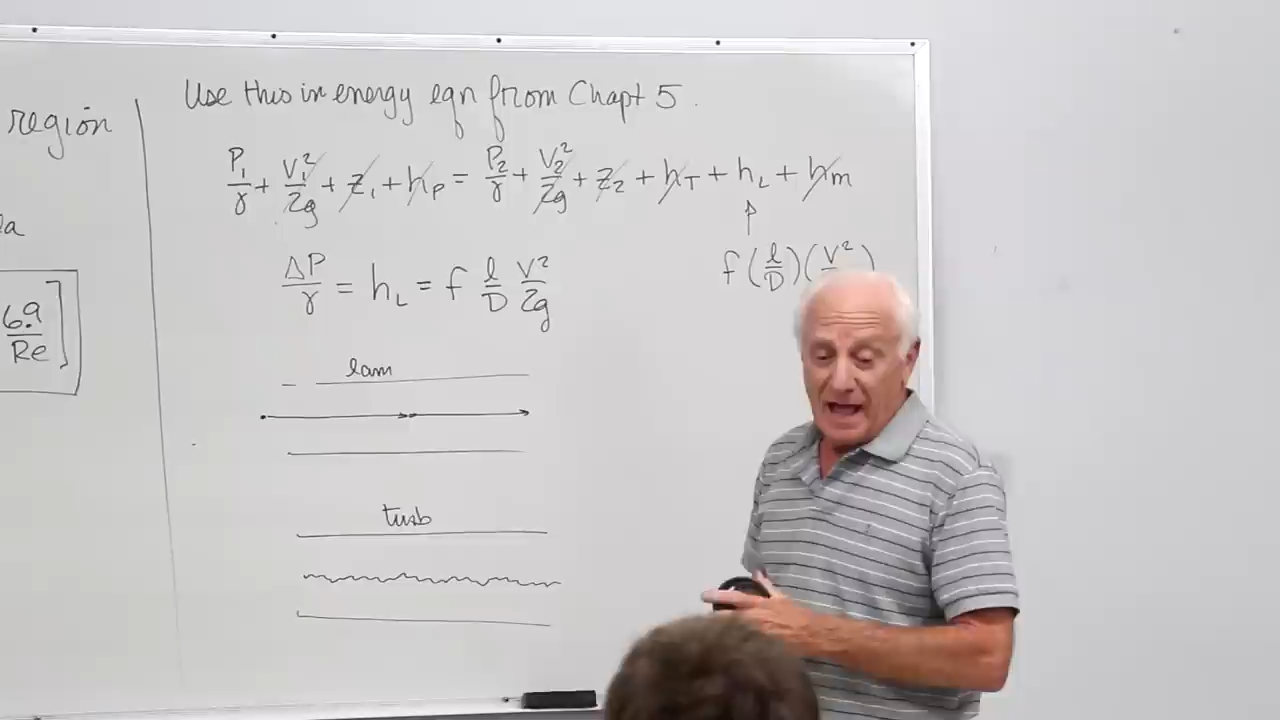 region
a
6.9/Re ]
Use this in energy eqn from Chapt 5.
P₁/γ + V₁²/2g + z₁ + hp = P₂/γ + V₂²/2g + z₂ + hT + hL + hm
f (l/D)(V²/ )
ΔP/γ = hL = f l/D V²/2g
lam
turb